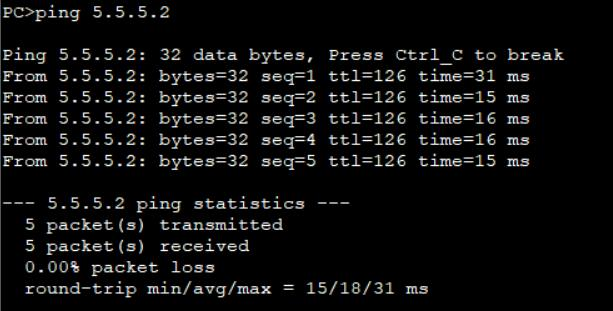 PC>ping 5.5.5.2
Ping 5.5.5.2: 32 data bytes, Press Ctrl_C to break
From 5.5.5.2: bytes=32 seq=1 ttl=126 time=31 ms
From 5.5.5.2: bytes=32 seq=2 ttl=126 time=15 ms
From 5.5.5.2: bytes=32 seq=3 ttl=126 time=16 ms
From 5.5.5.2: bytes=32 seq=4 ttl=126 time=16 ms
From 5.5.5.2: bytes=32 seq=5 ttl=126 time=15 ms
--- 5.5.5.2 ping statistics ---
5 packet(s) transmitted
5 packet(s) received
0.00% packet loss
round-trip min/avg/max = 15/18/31 ms